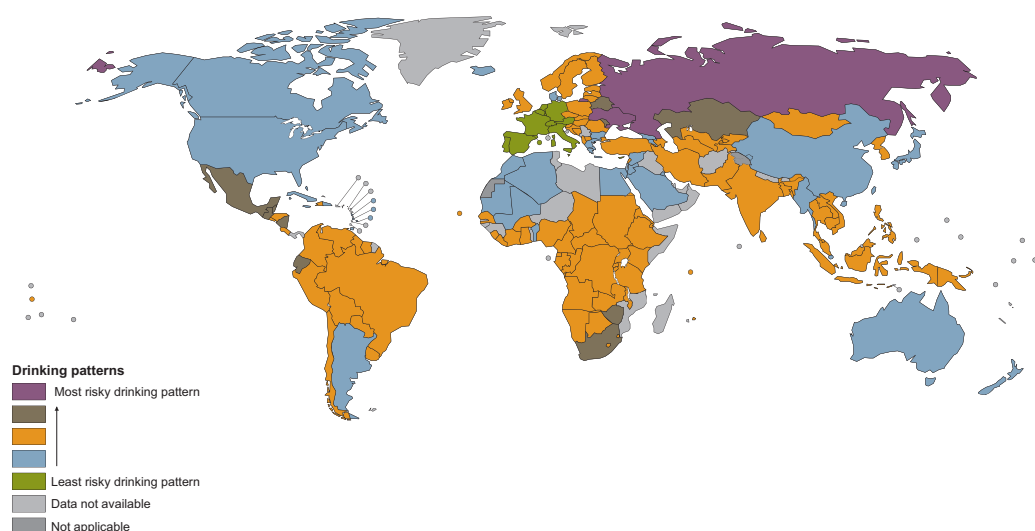 Drinking patterns
Most risky drinking pattern
Least risky drinking pattern
Data not available
Not applicable